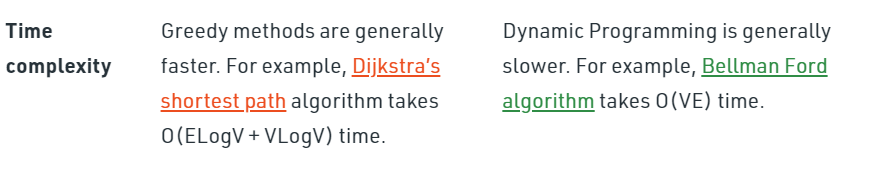 Time complexity
Greedy methods are generally
faster. For example, Dijkstra’s
shortest path algorithm takes
O(ELogV + VLogV) time.
Dynamic Programming is generally
slower. For example, Bellman Ford
algorithm takes O(VE) time.